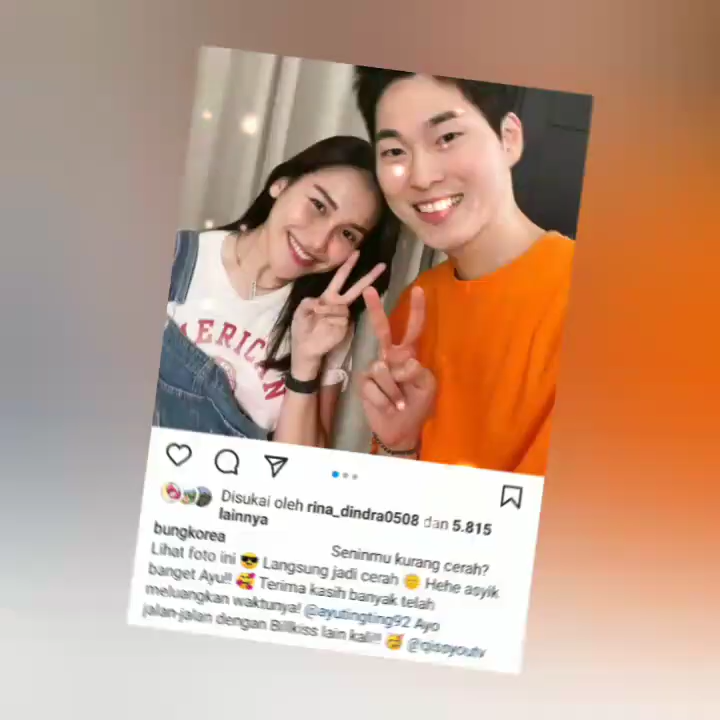 AMERICAN
Disukai oleh rina_dindra0508 dan 5.815
lainnya
bungkorea Seninmu kurang cerah?
Lihat foto ini 😎 Langsung jadi cerah 🌞 Hehe asyik
banget Ayu!! 🥰 Terima kasih banyak telah
meluangkan waktunya! @ayutingting92 Ayo
jalan-jalan dengan Billkiss lain kali!! 🥳